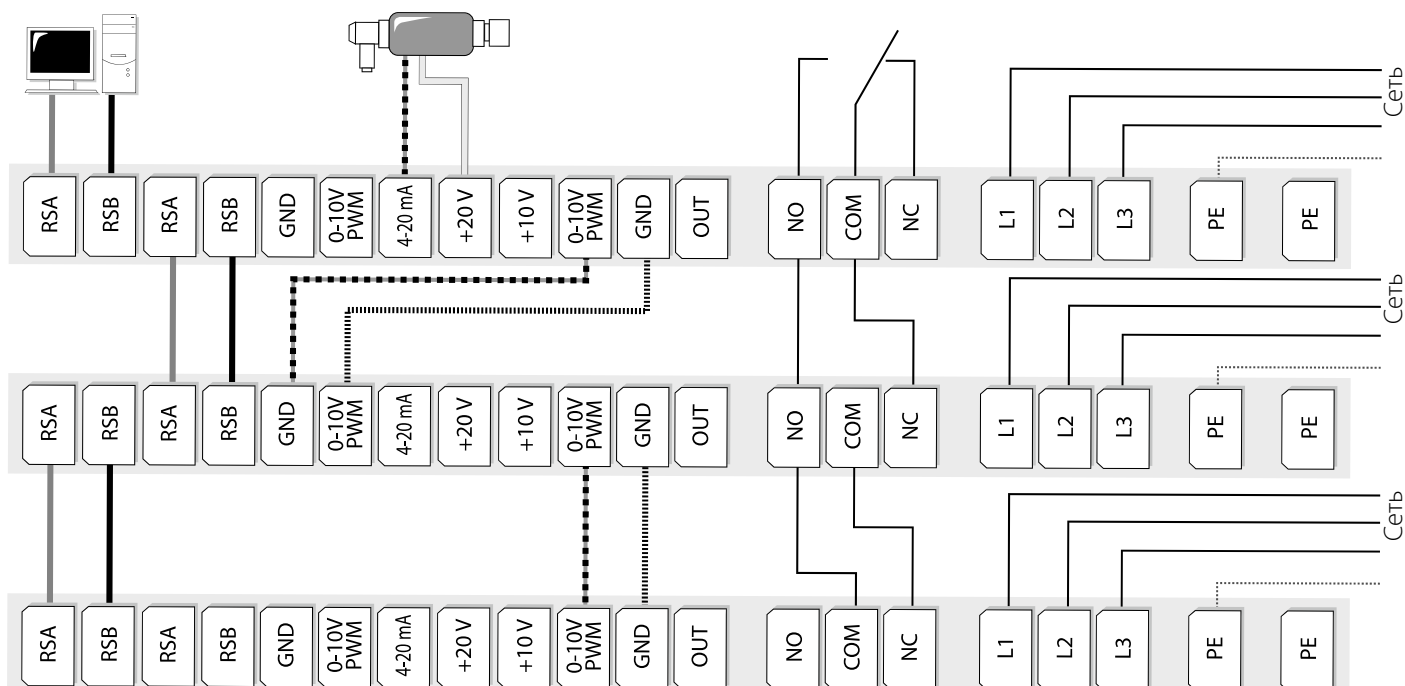 Сеть
RSA
RSB
RSA
RSB
GND
0-10V
PWM
4-20 mA
+20 V
+10 V
0-10V
PWM
GND
OUT
NO
COM
NC
L1
L2
L3
PE
PE
Сеть
RSA
RSB
RSA
RSB
GND
0-10V
PWM
4-20 mA
+20 V
+10 V
0-10V
PWM
GND
OUT
NO
COM
NC
L1
L2
L3
PE
PE
Сеть
RSA
RSB
RSA
RSB
GND
0-10V
PWM
4-20 mA
+20 V
+10 V
0-10V
PWM
GND
OUT
NO
COM
NC
L1
L2
L3
PE
PE